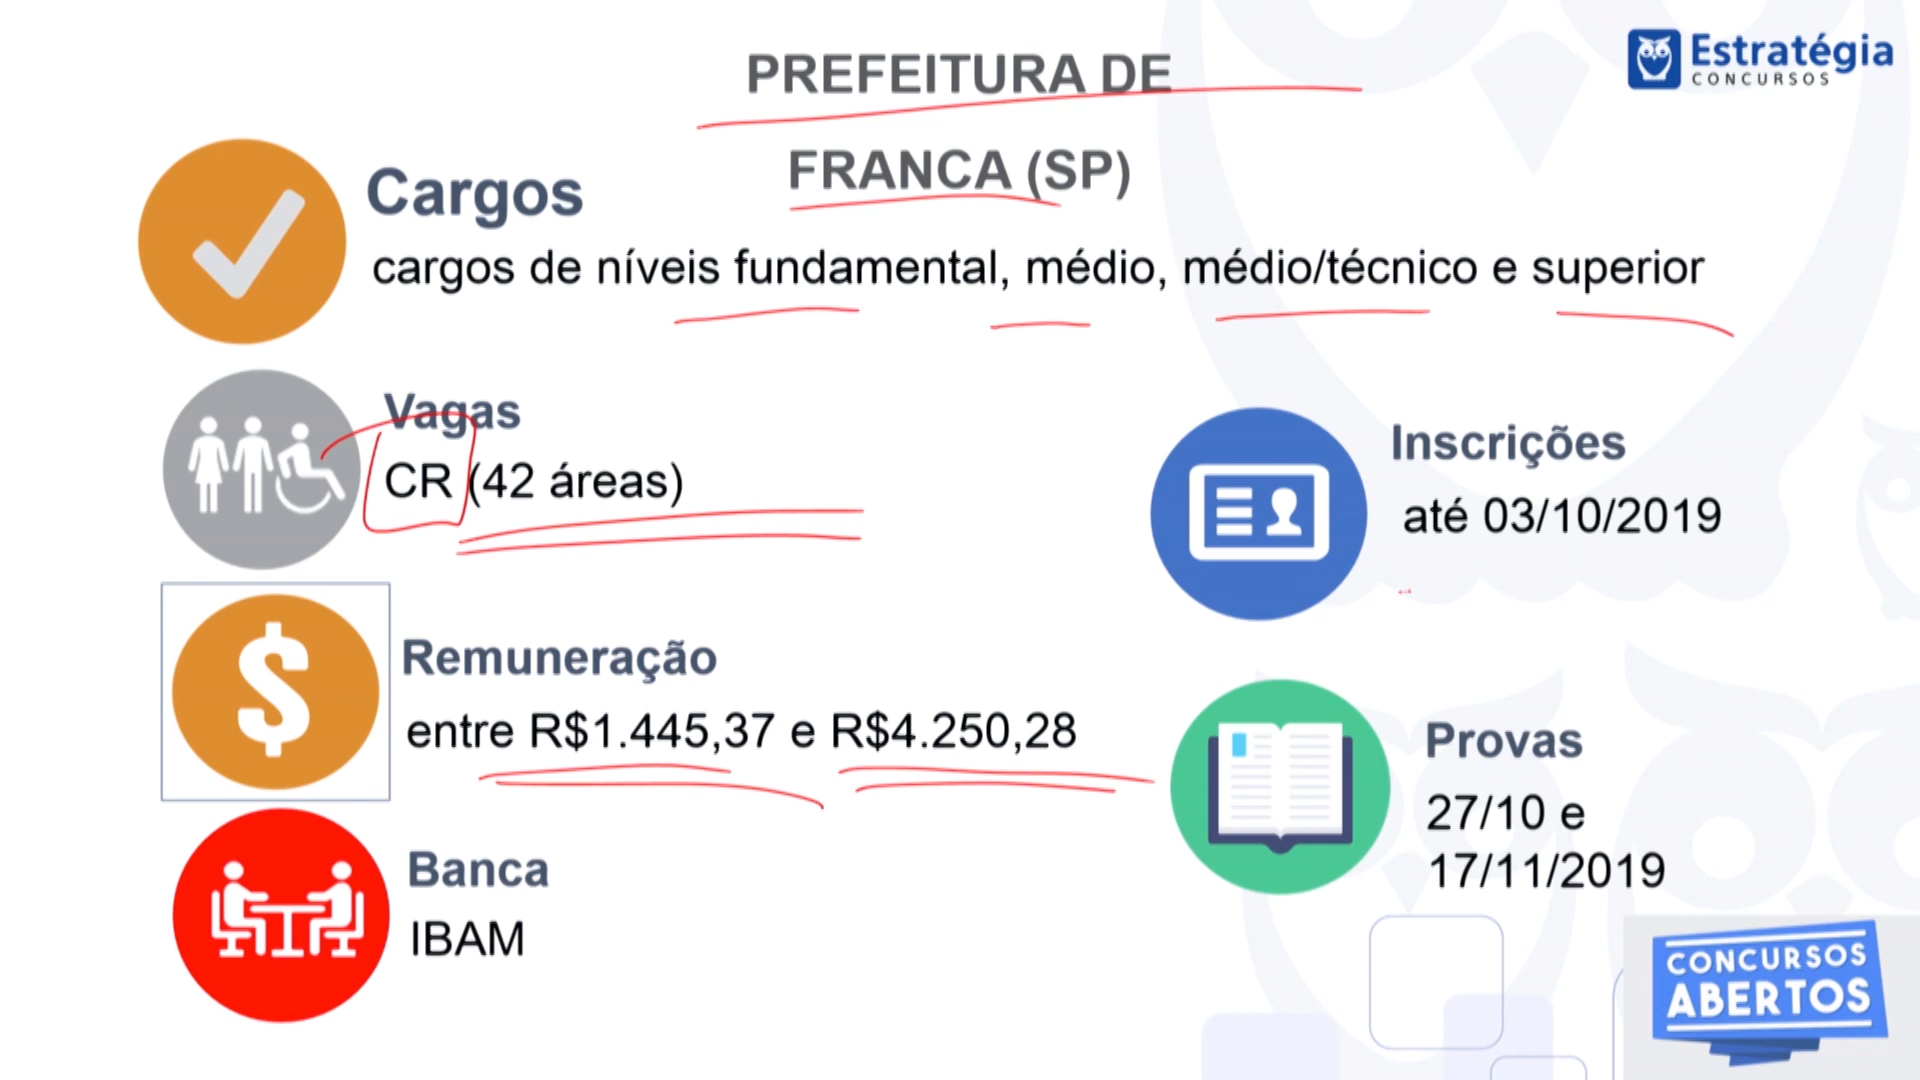 PREFEITURA DE
FRANCA (SP)
Estratégia
CONCURSOS
Cargos
cargos de níveis fundamental, médio, médio/técnico e superior
Vagas
CR (42 áreas)
Inscrições
até 03/10/2019
Remuneração
entre R$1.445,37 e R$4.250,28
Provas
27/10 e
17/11/2019
Banca
IBAM
CONCURSOS
ABERTOS